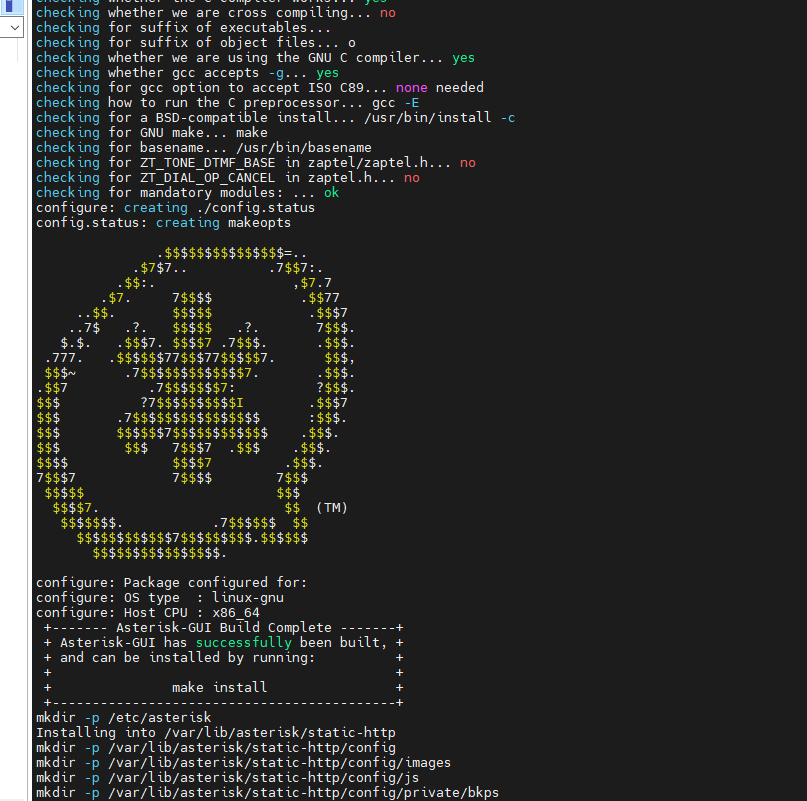 checking whether the C compiler works... yes
checking whether we are cross compiling... no
checking for suffix of executables...
checking for suffix of object files... o
checking whether we are using the GNU C compiler... yes
checking whether gcc accepts -g... yes
checking for gcc option to accept ISO C89... none needed
checking how to run the C preprocessor... gcc -E
checking for a BSD-compatible install... /usr/bin/install -c
checking for GNU make... make
checking for basename... /usr/bin/basename
checking for ZT_TONE_DTMF_BASE in zaptel/zaptel.h... no
checking for ZT_DIAL_OP_CANCEL in zaptel.h... no
checking for mandatory modules: ... ok
configure: creating ./config.status
config.status: creating makeopts

               .$$$$$$$$$$$$$$$=..
            .$7$7..          .7$$7:.
          .$$:.                 ,$7.7
        .$7.     7$$$$           .$$77
     ..$$.       $$$$$            .$$$7
    ..7$   .?.   $$$$$   .?.       7$$$.
   $.$.   .$$$7. $$$$7 .7$$$.      .$$$.
 .777.   .$$$$$$77$$$77$$$$$7.      $$$,
 $$$~      .7$$$$$$$$$$$$$7.       .$$$.
.$$7          .7$$$$$$$7:          ?$$$.
$$$          ?7$$$$$$$$$$I        .$$$7
$$$       .7$$$$$$$$$$$$$$$$      :$$$.
$$$       $$$$$$7$$$$$$$$$$$$    .$$$.
$$$        $$$   7$$$7  .$$$    .$$$.
$$$$             $$$$7         .$$$.
7$$$7            7$$$$        7$$$
 $$$$$                        $$$
  $$$$7.                       $$  (TM)
   $$$$$$$.           .7$$$$$$  $$
     $$$$$$$$$$$$7$$$$$$$$$.$$$$$$
       $$$$$$$$$$$$$$$$.

configure: Package configured for:
configure: OS type  : linux-gnu
configure: Host CPU : x86_64
 +------- Asterisk-GUI Build Complete -------+
 + Asterisk-GUI has successfully been built, +
 + and can be installed by running:          +
 +                                           +
 +               make install                +
 +-------------------------------------------+
mkdir -p /etc/asterisk
Installing into /var/lib/asterisk/static-http
mkdir -p /var/lib/asterisk/static-http/config
mkdir -p /var/lib/asterisk/static-http/config/images
mkdir -p /var/lib/asterisk/static-http/config/js
mkdir -p /var/lib/asterisk/static-http/config/private/bkps